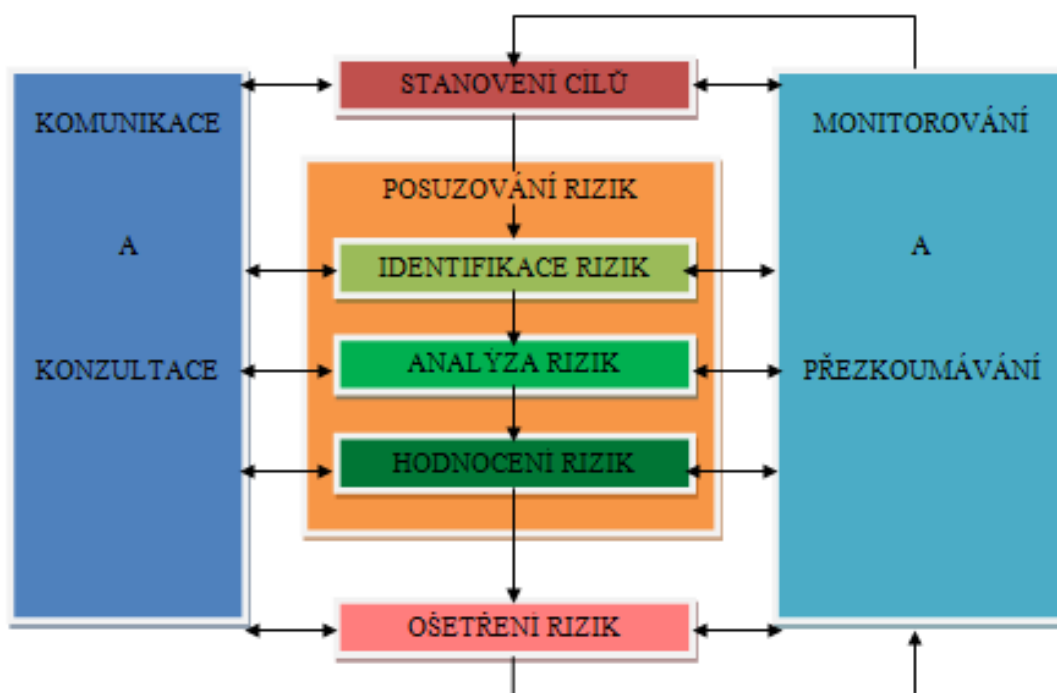 STANOVENÍ CÍLŮ
KOMUNIKACE
A
KONZULTACE
POSUZOVÁNÍ RIZIK
IDENTIFIKACE RIZIK
ANALÝZA RIZIK
HODNOCENÍ RIZIK
OŠETŘENÍ RIZIK
MONITOROVÁNÍ
A
PŘEZKOUMÁVÁNÍ